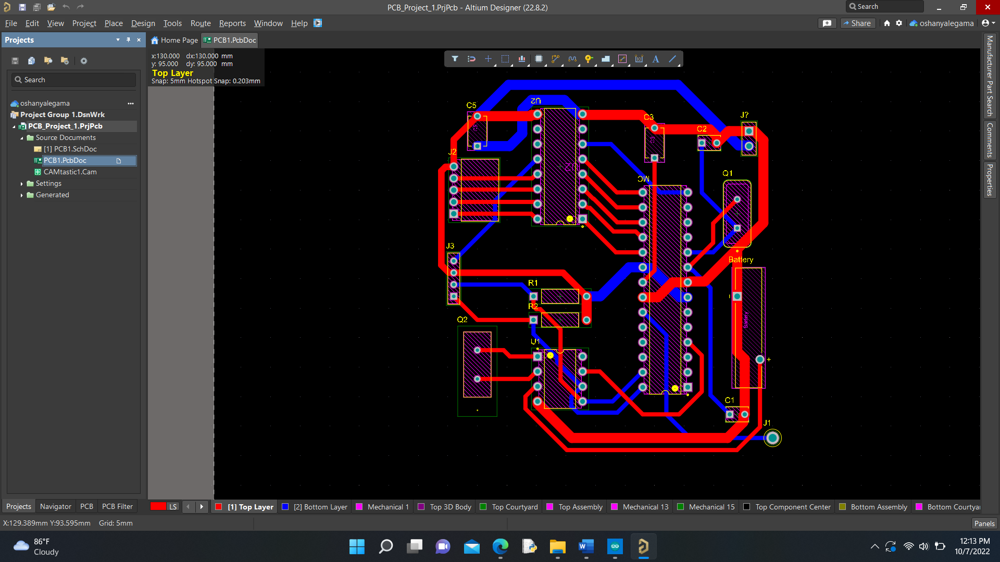 PCB_Project_1.PrjPcb - Altium Designer (22.8.2)
Search
File Edit View Project Place Design Tools Route Reports Window Help
Share
oshanyalegama
Projects
Home Page
PCB1.PcbDoc
x:130.000 dx:130.000 mm
y: 95.000 dy: 95.000 mm
Top Layer
Snap: 5mm Hotspot Snap: 0.203mm
Search
oshanyalegama
Project Group 1.DsnWrk
PCB_Project_1.PrjPcb
Source Documents
[1] PCB1.SchDoc
PCB1.PcbDoc
CAMtastic1.Cam
Settings
Generated
Manufacturer Part Search
Comments
Properties
C5
U2
C3
C2
J?
C5
C3
J2
U2
MC
Q1
J3
Battery
R1
R2
Battery
Q2
U1
C1
J1
Projects Navigator PCB PCB Filter
LS
[1] Top Layer
[2] Bottom Layer
Mechanical 1
Top 3D Body
Top Courtyard
Top Assembly
Mechanical 13
Mechanical 15
Top Component Center
Bottom Assembly
Bottom Courtyar
X:129.389mm Y:93.595mm Grid: 5mm
Panels
86°F
Cloudy
12:13 PM
10/7/2022